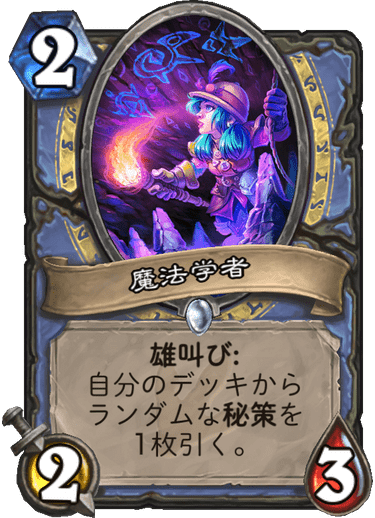 2
魔法学者
雄叫び:
自分のデッキから
ランダムな秘策を
1枚引く。
2
3